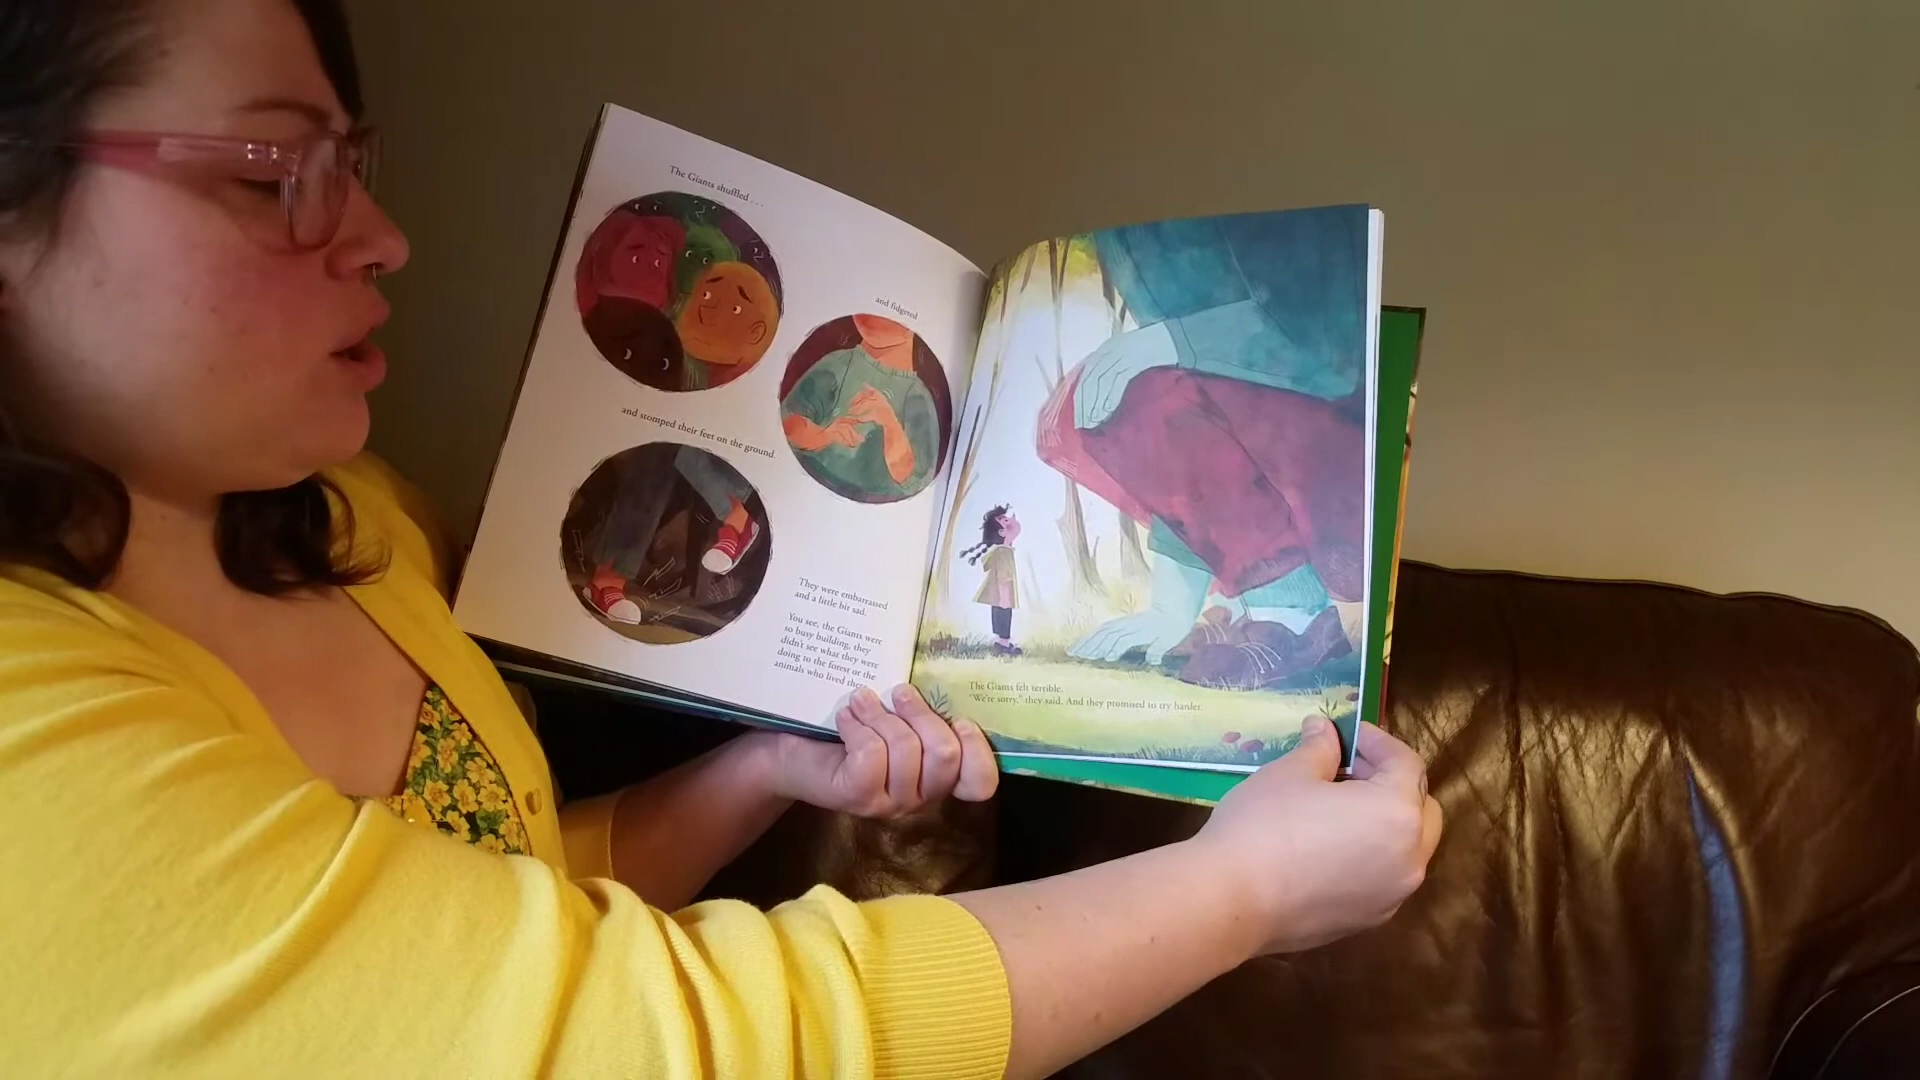 The Giants shuffled . . .
and fidgeted
and stomped their feet on the ground.
They were embarrassed
and a little bit sad.
You see, the Giants were
so busy building, they
didn't see what they were
doing to the forest or the
animals who lived there.
The Giants felt terrible.
"We're sorry," they said. And they promised to try harder.